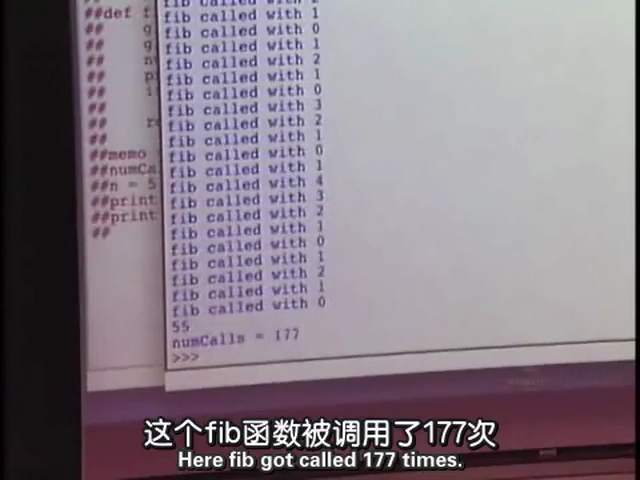 ##def f
##   g
##   g
##   n
##   p
##   i
##
##   re
##
##memo
##numCa
##n = 5
##print
##print
##
fib called with 2
fib called with 1
fib called with 0
fib called with 1
fib called with 2
fib called with 1
fib called with 0
fib called with 3
fib called with 2
fib called with 1
fib called with 0
fib called with 1
fib called with 4
fib called with 3
fib called with 2
fib called with 1
fib called with 0
fib called with 1
fib called with 2
fib called with 1
fib called with 0
55
numCalls = 177
>>>
这个fib函数被调用了177次
Here fib got called 177 times.